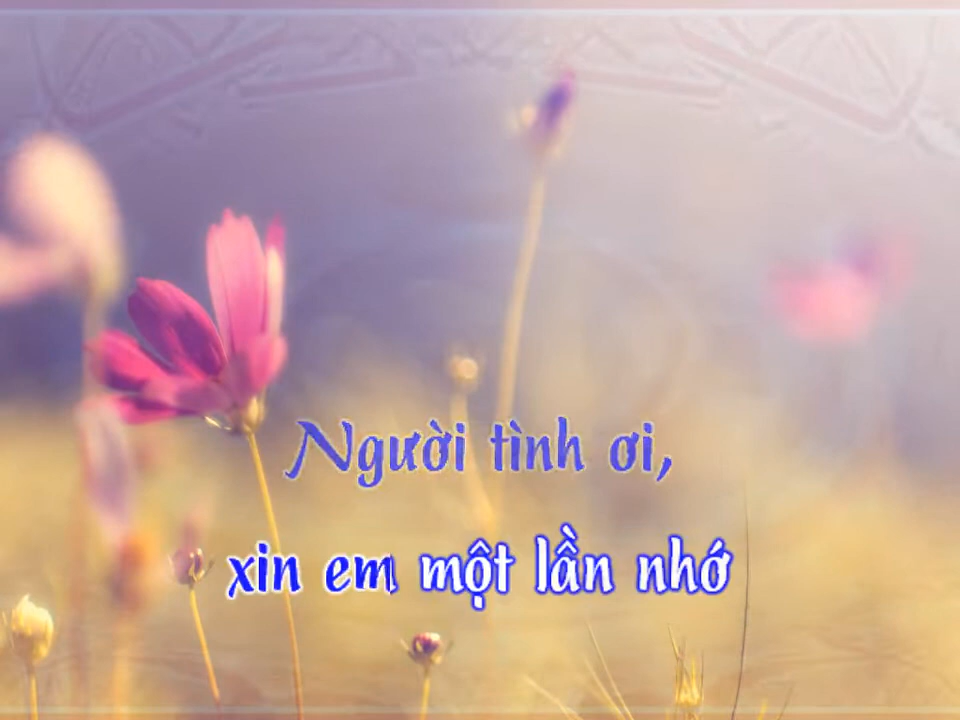 Người tình ơi,
xin em một lần nhớ